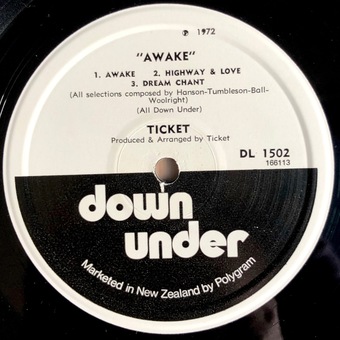 ℗ 1972
"AWAKE"
1. AWAKE 2. HIGHWAY & LOVE
3. DREAM CHANT
(All selections composed by Hanson-Tumbleson-Ball-
Woolright)
(All Down Under)
TICKET
Produced & Arranged by Ticket
DL 1502
166113
down
under
Marketed in New Zealand by Polygram